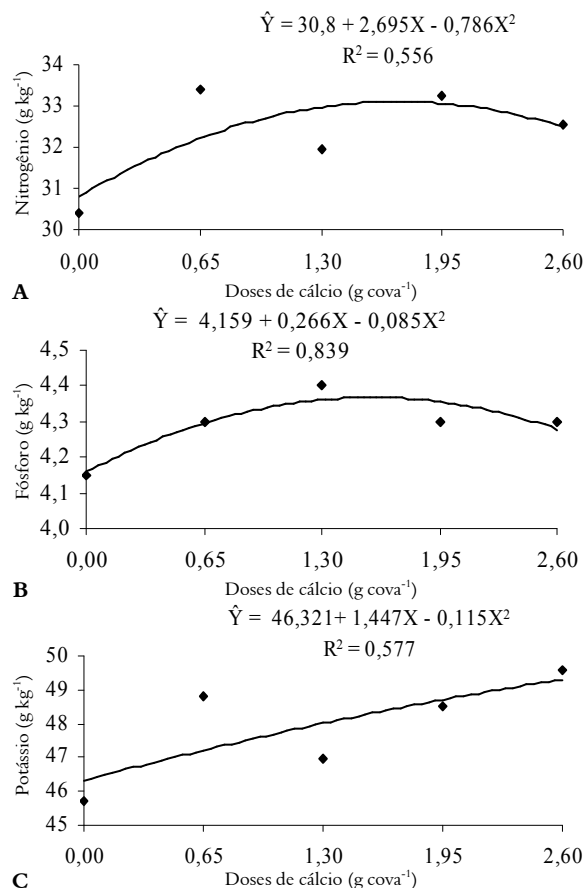 Ŷ = 30,8 + 2,695X - 0,786X²
R² = 0,556
Nitrogênio (g kg⁻¹)
34
33
32
31
30
0,00 0,65 1,30 1,95 2,60
A Doses de cálcio (g cova⁻¹)
Ŷ = 4,159 + 0,266X - 0,085X²
R² = 0,839
Fósforo (g kg⁻¹)
4,5
4,4
4,3
4,2
4,1
4,0
0,00 0,65 1,30 1,95 2,60
B Doses de cálcio (g cova⁻¹)
Ŷ = 46,321+ 1,447X - 0,115X²
R² = 0,577
Potássio (g kg⁻¹)
50
49
48
47
46
45
0,00 0,65 1,30 1,95 2,60
C Doses de cálcio (g cova⁻¹)